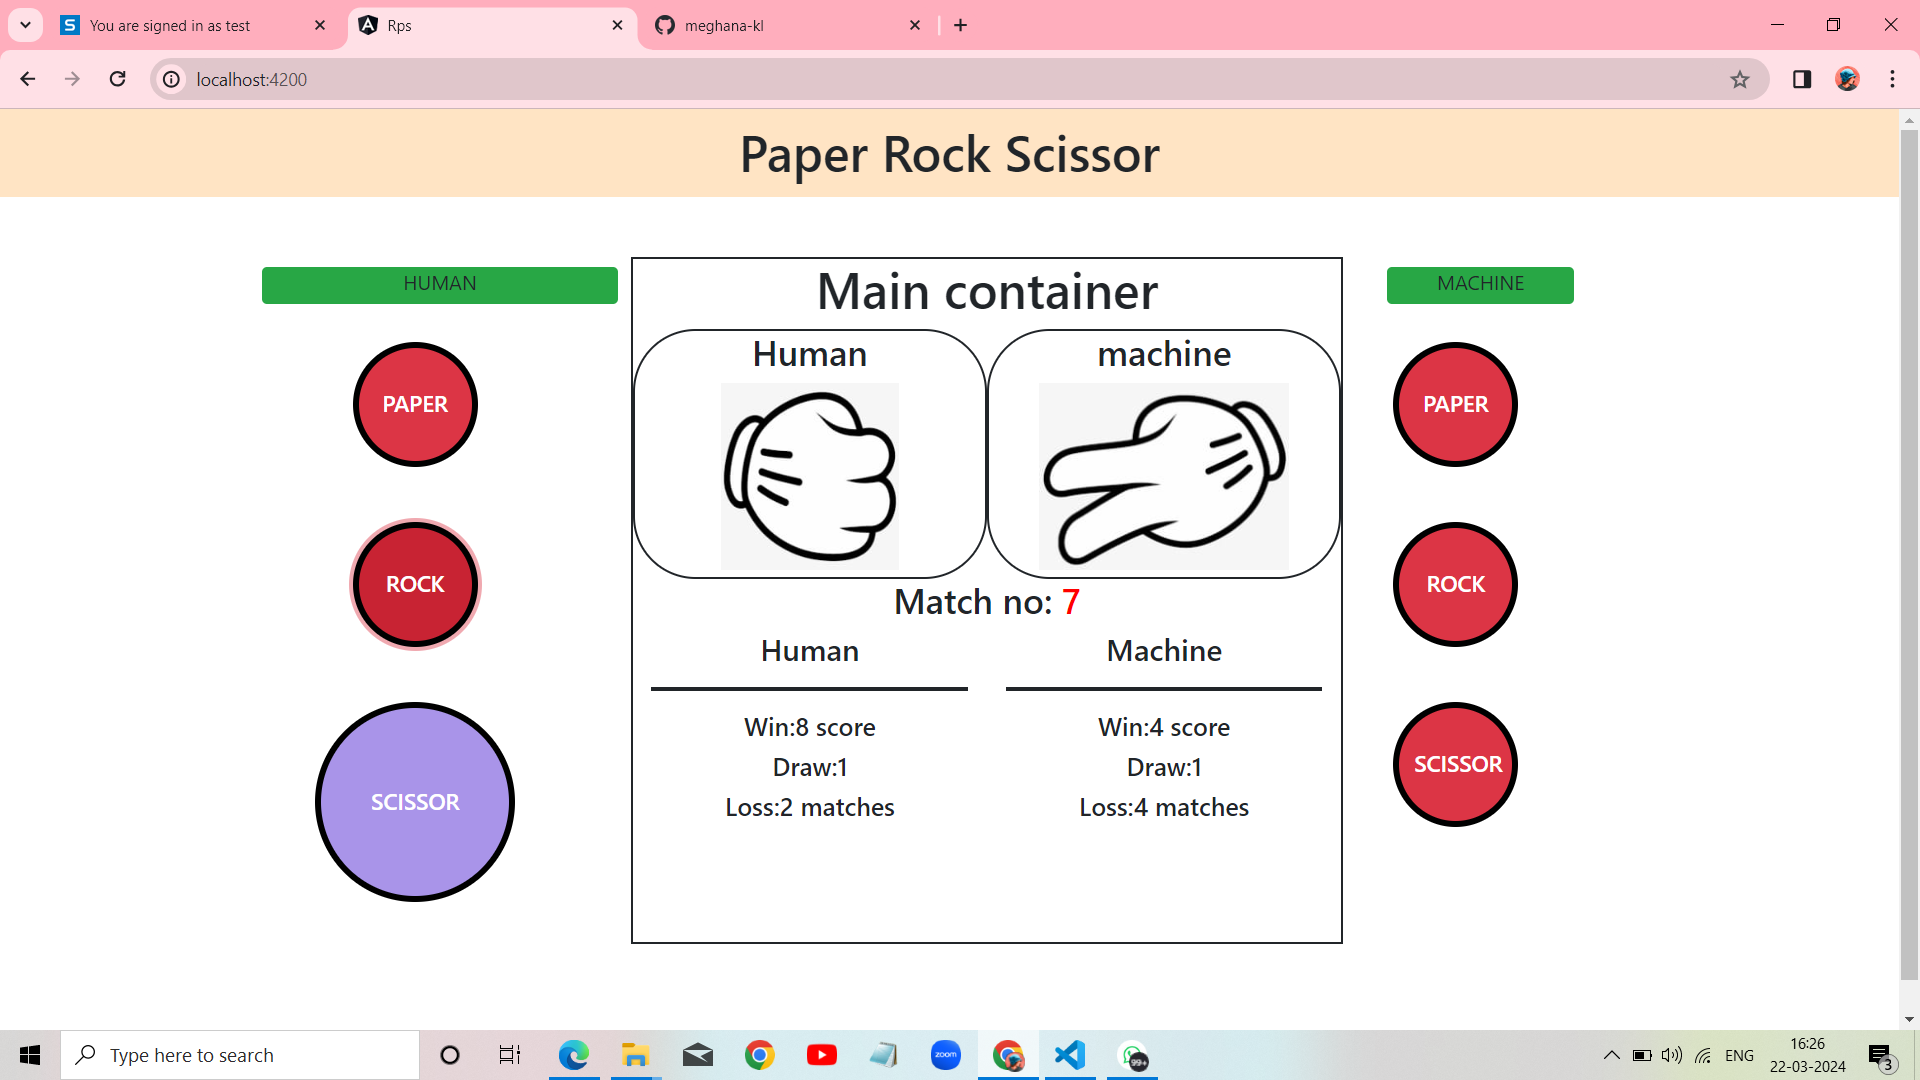 You are signed in as test
Rps
meghana-kl
localhost:4200
Paper Rock Scissor
HUMAN
Main container
MACHINE
Human
machine
PAPER
PAPER
ROCK
ROCK
Match no: 7
Human
Machine
Win:8 score
Win:4 score
Draw:1
Draw:1
SCISSOR
SCISSOR
Loss:2 matches
Loss:4 matches
Type here to search
zoom
99+
ENG
16:26
22-03-2024
3